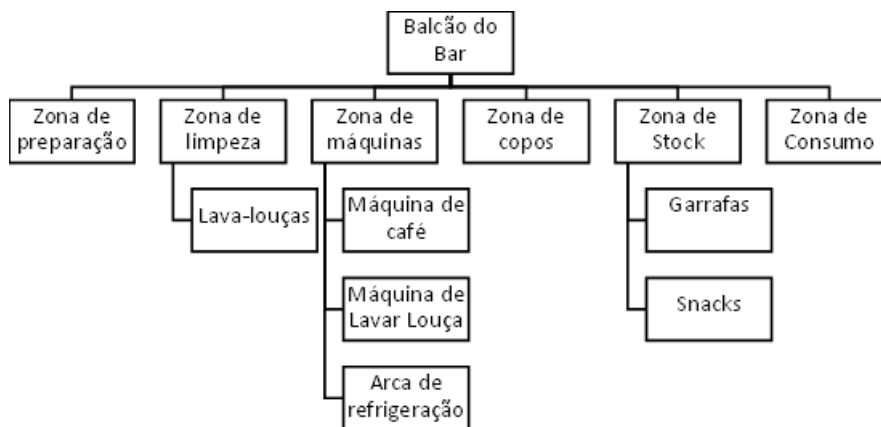 Balcão do
Bar
Zona de
preparação
Zona de
limpeza
Zona de
máquinas
Zona de
copos
Zona de
Stock
Zona de
Consumo
Lava-louças
Máquina de
café
Máquina de
Lavar Louça
Arca de
refrigeração
Garrafas
Snacks